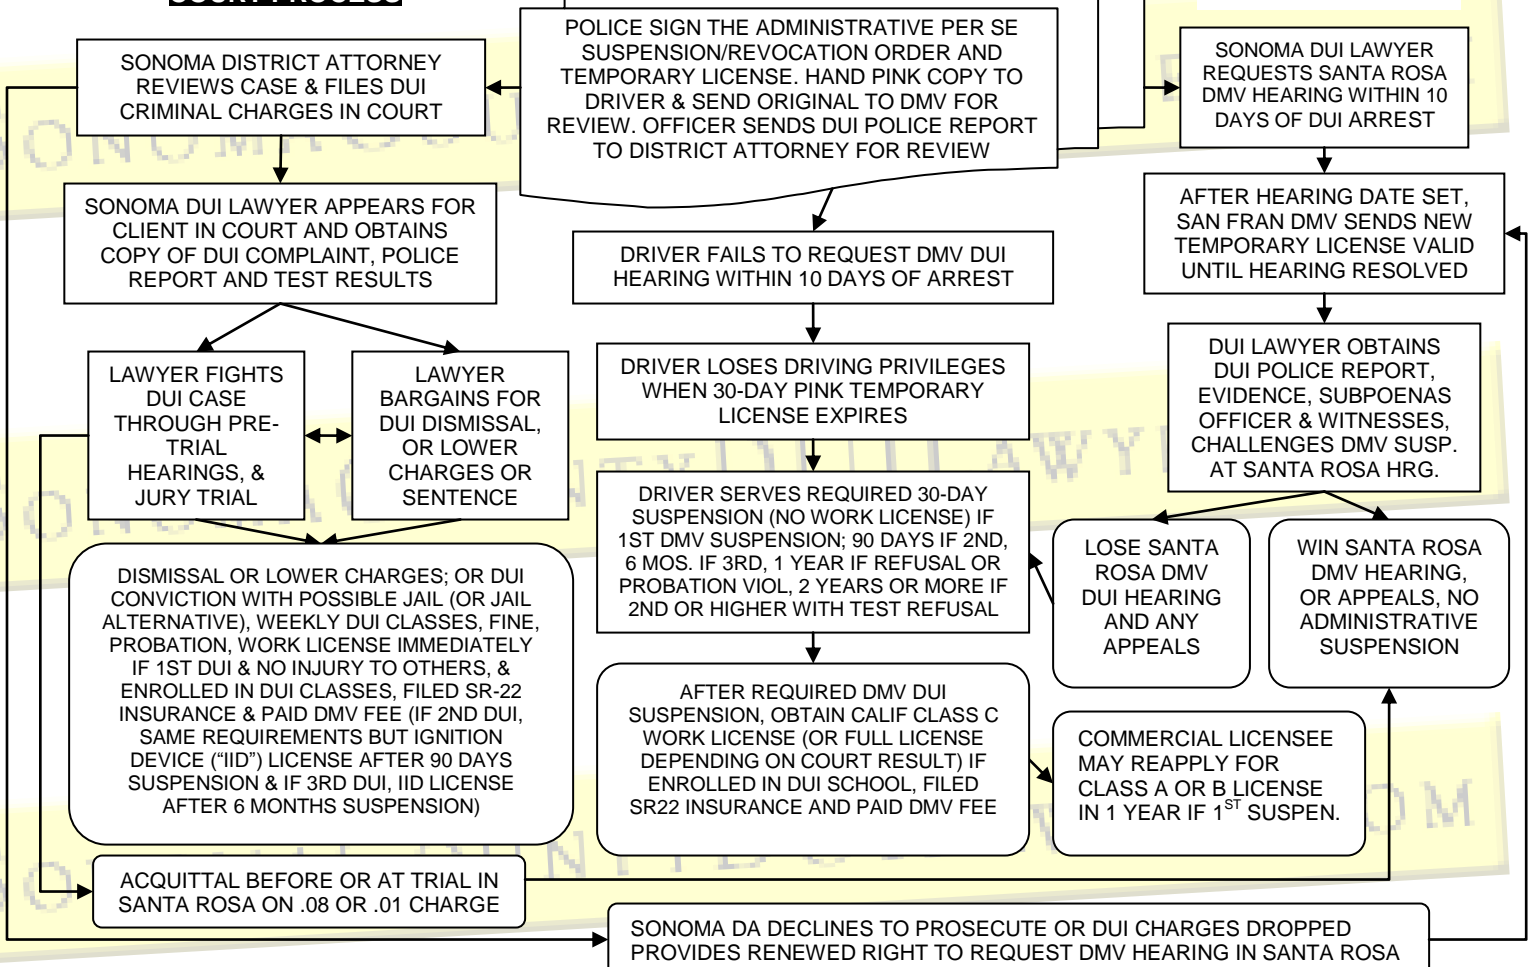 COURT PROCESS
POLICE SIGN THE ADMINISTRATIVE PER SE
SUSPENSION/REVOCATION ORDER AND
TEMPORARY LICENSE. HAND PINK COPY TO
DRIVER & SEND ORIGINAL TO DMV FOR
REVIEW. OFFICER SENDS DUI POLICE REPORT
TO DISTRICT ATTORNEY FOR REVIEW
SONOMA DISTRICT ATTORNEY
REVIEWS CASE & FILES DUI
CRIMINAL CHARGES IN COURT
SONOMA DUI LAWYER
REQUESTS SANTA ROSA
DMV HEARING WITHIN 10
DAYS OF DUI ARREST
SONOMA DUI LAWYER APPEARS FOR
CLIENT IN COURT AND OBTAINS
COPY OF DUI COMPLAINT, POLICE
REPORT AND TEST RESULTS
DRIVER FAILS TO REQUEST DMV DUI
HEARING WITHIN 10 DAYS OF ARREST
AFTER HEARING DATE SET,
SAN FRAN DMV SENDS NEW
TEMPORARY LICENSE VALID
UNTIL HEARING RESOLVED
LAWYER FIGHTS
DUI CASE
THROUGH PRE-
TRIAL
HEARINGS, &
JURY TRIAL
LAWYER
BARGAINS FOR
DUI DISMISSAL,
OR LOWER
CHARGES OR
SENTENCE
DRIVER LOSES DRIVING PRIVILEGES
WHEN 30-DAY PINK TEMPORARY
LICENSE EXPIRES
DUI LAWYER OBTAINS
DUI POLICE REPORT,
EVIDENCE, SUBPOENAS
OFFICER & WITNESSES,
CHALLENGES DMV SUSP.
AT SANTA ROSA HRG.
DRIVER SERVES REQUIRED 30-DAY
SUSPENSION (NO WORK LICENSE) IF
1ST DMV SUSPENSION; 90 DAYS IF 2ND,
6 MOS. IF 3RD, 1 YEAR IF REFUSAL OR
PROBATION VIOL, 2 YEARS OR MORE IF
2ND OR HIGHER WITH TEST REFUSAL
LOSE SANTA
ROSA DMV
DUI HEARING
AND ANY
APPEALS
WIN SANTA ROSA
DMV HEARING,
OR APPEALS, NO
ADMINISTRATIVE
SUSPENSION
DISMISSAL OR LOWER CHARGES; OR DUI
CONVICTION WITH POSSIBLE JAIL (OR JAIL
ALTERNATIVE), WEEKLY DUI CLASSES, FINE,
PROBATION, WORK LICENSE IMMEDIATELY
IF 1ST DUI & NO INJURY TO OTHERS, &
ENROLLED IN DUI CLASSES, FILED SR-22
INSURANCE & PAID DMV FEE (IF 2ND DUI,
SAME REQUIREMENTS BUT IGNITION
DEVICE ("IID") LICENSE AFTER 90 DAYS
SUSPENSION & IF 3RD DUI, IID LICENSE
AFTER 6 MONTHS SUSPENSION)
AFTER REQUIRED DMV DUI
SUSPENSION, OBTAIN CALIF CLASS C
WORK LICENSE (OR FULL LICENSE
DEPENDING ON COURT RESULT) IF
ENROLLED IN DUI SCHOOL, FILED
SR22 INSURANCE AND PAID DMV FEE
COMMERCIAL LICENSEE
MAY REAPPLY FOR
CLASS A OR B LICENSE
IN 1 YEAR IF 1ST SUSPEN.
ACQUITTAL BEFORE OR AT TRIAL IN
SANTA ROSA ON .08 OR .01 CHARGE
SONOMA DA DECLINES TO PROSECUTE OR DUI CHARGES DROPPED
PROVIDES RENEWED RIGHT TO REQUEST DMV HEARING IN SANTA ROSA